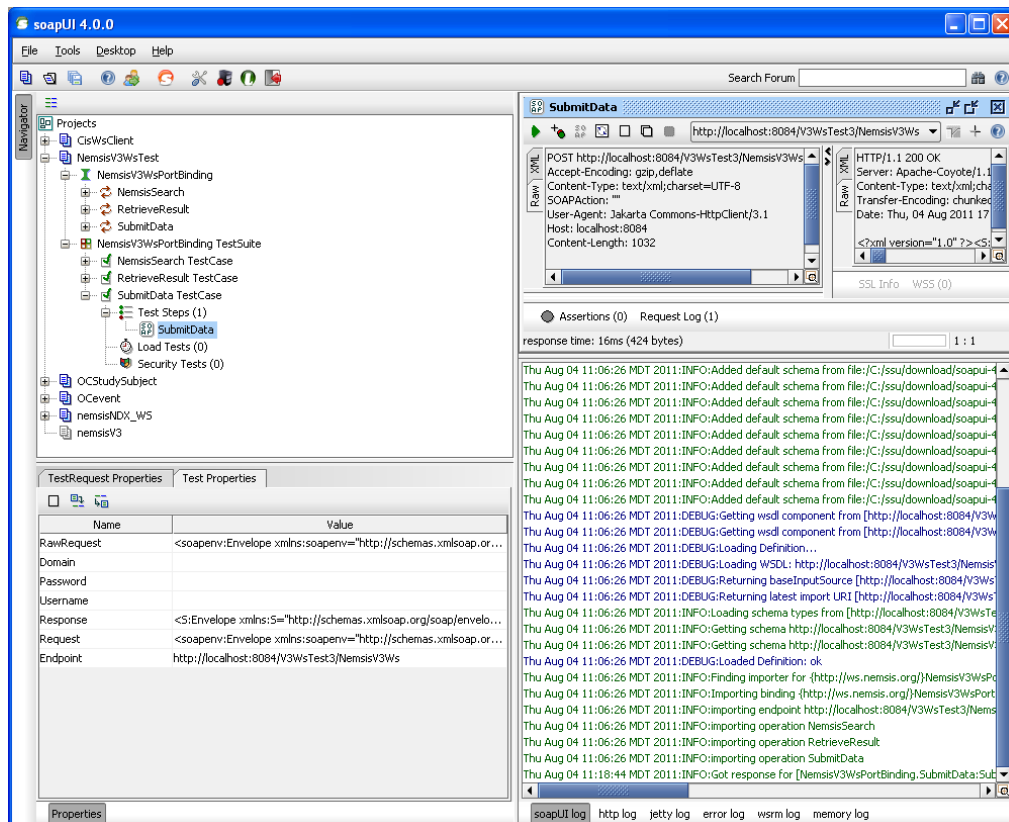 soapUI 4.0.0
File Tools Desktop Help
Search Forum
Navigator
Projects
CisWsClient
NemsisV3WsTest
NemsisV3WsPortBinding
NemsisSearch
RetrieveResult
SubmitData
NemsisV3WsPortBinding TestSuite
NemsisSearch TestCase
RetrieveResult TestCase
SubmitData TestCase
Test Steps (1)
SubmitData
Load Tests (0)
Security Tests (0)
OCStudySubject
OCevent
nemsisNDX_WS
nemsisV3
TestRequest Properties Test Properties
Name Value
RawRequest <soapenv:Envelope xmlns:soapenv="http://schemas.xmlsoap.or...
Domain
Password
Username
Response <S:Envelope xmlns:S="http://schemas.xmlsoap.org/soap/envelo...
Request <soapenv:Envelope xmlns:soapenv="http://schemas.xmlsoap.or...
Endpoint http://localhost:8084/V3WsTest3/NemsisV3Ws
Properties
SubmitData
http://localhost:8084/V3WsTest3/NemsisV3Ws
XML
Raw
POST http://localhost:8084/V3WsTest3/NemsisV3Ws
Accept-Encoding: gzip,deflate
Content-Type: text/xml;charset=UTF-8
SOAPAction: ""
User-Agent: Jakarta Commons-HttpClient/3.1
Host: localhost:8084
Content-Length: 1032
XML
Raw
HTTP/1.1 200 OK
Server: Apache-Coyote/1.1
Content-Type: text/xml;cha
Transfer-Encoding: chunked
Date: Thu, 04 Aug 2011 17
<?xml version="1.0" ?><S:
SSL Info WSS (0)
Assertions (0) Request Log (1)
response time: 16ms (424 bytes) 1 : 1
Thu Aug 04 11:06:26 MDT 2011:INFO:Added default schema from file:/C:/ssu/download/soapui-4
Thu Aug 04 11:06:26 MDT 2011:INFO:Added default schema from file:/C:/ssu/download/soapui-4
Thu Aug 04 11:06:26 MDT 2011:INFO:Added default schema from file:/C:/ssu/download/soapui-4
Thu Aug 04 11:06:26 MDT 2011:INFO:Added default schema from file:/C:/ssu/download/soapui-4
Thu Aug 04 11:06:26 MDT 2011:INFO:Added default schema from file:/C:/ssu/download/soapui-4
Thu Aug 04 11:06:26 MDT 2011:INFO:Added default schema from file:/C:/ssu/download/soapui-4
Thu Aug 04 11:06:26 MDT 2011:INFO:Added default schema from file:/C:/ssu/download/soapui-4
Thu Aug 04 11:06:26 MDT 2011:INFO:Added default schema from file:/C:/ssu/download/soapui-4
Thu Aug 04 11:06:26 MDT 2011:INFO:Added default schema from file:/C:/ssu/download/soapui-4
Thu Aug 04 11:06:26 MDT 2011:DEBUG:Getting wsdl component from [http://localhost:8084/V3W
Thu Aug 04 11:06:26 MDT 2011:DEBUG:Getting wsdl component from [http://localhost:8084/V3W
Thu Aug 04 11:06:26 MDT 2011:DEBUG:Loading Definition...
Thu Aug 04 11:06:26 MDT 2011:DEBUG:Loading WSDL: http://localhost:8084/V3WsTest3/Nemsis
Thu Aug 04 11:06:26 MDT 2011:DEBUG:Returning baseInputSource [http://localhost:8084/V3Ws
Thu Aug 04 11:06:26 MDT 2011:DEBUG:Returning latest import URI [http://localhost:8084/V3Ws
Thu Aug 04 11:06:26 MDT 2011:INFO:Loading schema types from [http://localhost:8084/V3WsTe
Thu Aug 04 11:06:26 MDT 2011:INFO:Getting schema http://localhost:8084/V3WsTest3/NemsisV
Thu Aug 04 11:06:26 MDT 2011:INFO:Getting schema http://localhost:8084/V3WsTest3/NemsisV
Thu Aug 04 11:06:26 MDT 2011:DEBUG:Loaded Definition: ok
Thu Aug 04 11:06:26 MDT 2011:INFO:Finding importer for {http://ws.nemsis.org/}NemsisV3WsPo
Thu Aug 04 11:06:26 MDT 2011:INFO:Importing binding {http://ws.nemsis.org/}NemsisV3WsPort
Thu Aug 04 11:06:26 MDT 2011:INFO:importing endpoint http://localhost:8084/V3WsTest3/Nems
Thu Aug 04 11:06:26 MDT 2011:INFO:importing operation NemsisSearch
Thu Aug 04 11:06:26 MDT 2011:INFO:importing operation RetrieveResult
Thu Aug 04 11:06:26 MDT 2011:INFO:importing operation SubmitData
Thu Aug 04 11:18:44 MDT 2011:INFO:Got response for [NemsisV3WsPortBinding.SubmitData:Sub
soapUI log http log jetty log error log wsrm log memory log